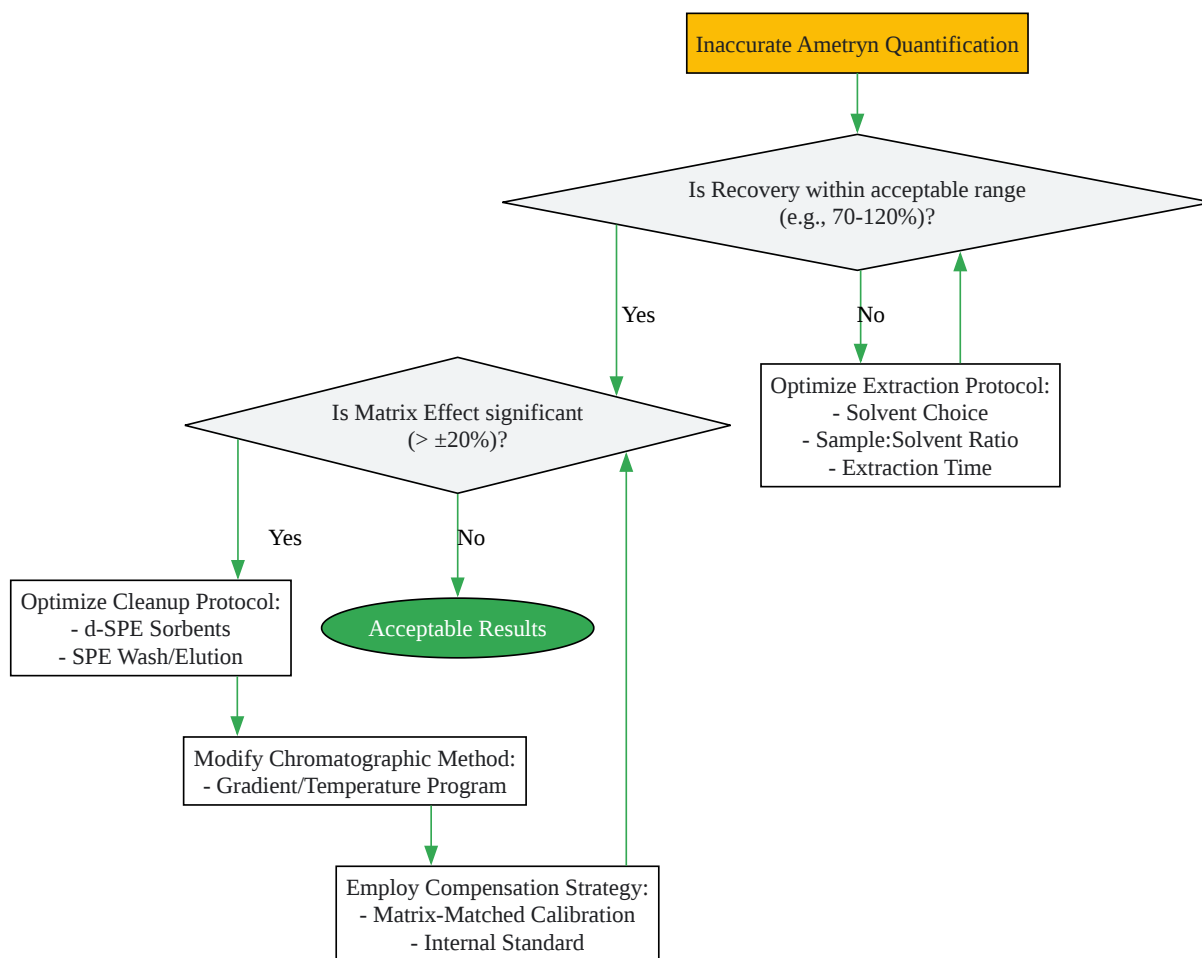 Inaccurate Ametryn Quantification
Is Recovery within acceptable range
(e.g., 70-120%)?
Yes
No
Optimize Extraction Protocol:
- Solvent Choice
- Sample:Solvent Ratio
- Extraction Time
Is Matrix Effect significant
(> ±20%)?
Yes
No
Optimize Cleanup Protocol:
- d-SPE Sorbents
- SPE Wash/Elution
Acceptable Results
Modify Chromatographic Method:
- Gradient/Temperature Program
Employ Compensation Strategy:
- Matrix-Matched Calibration
- Internal Standard